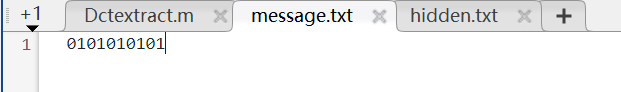 +1 Dctextract.m message.txt hidden.txt +
1 0101010101